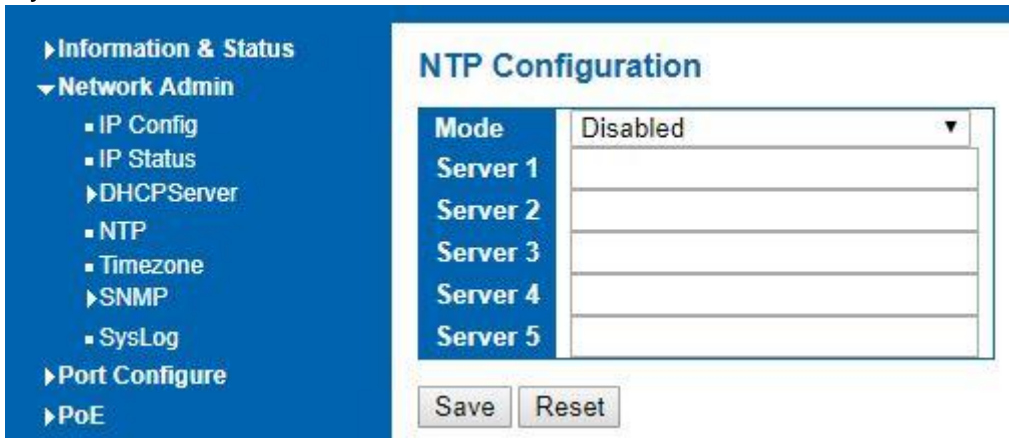 Information & Status
Network Admin
IP Config
IP Status
DHCPServer
NTP
Timezone
SNMP
SysLog
Port Configure
PoE
NTP Configuration
Mode Disabled
Server 1
Server 2
Server 3
Server 4
Server 5
Save Reset